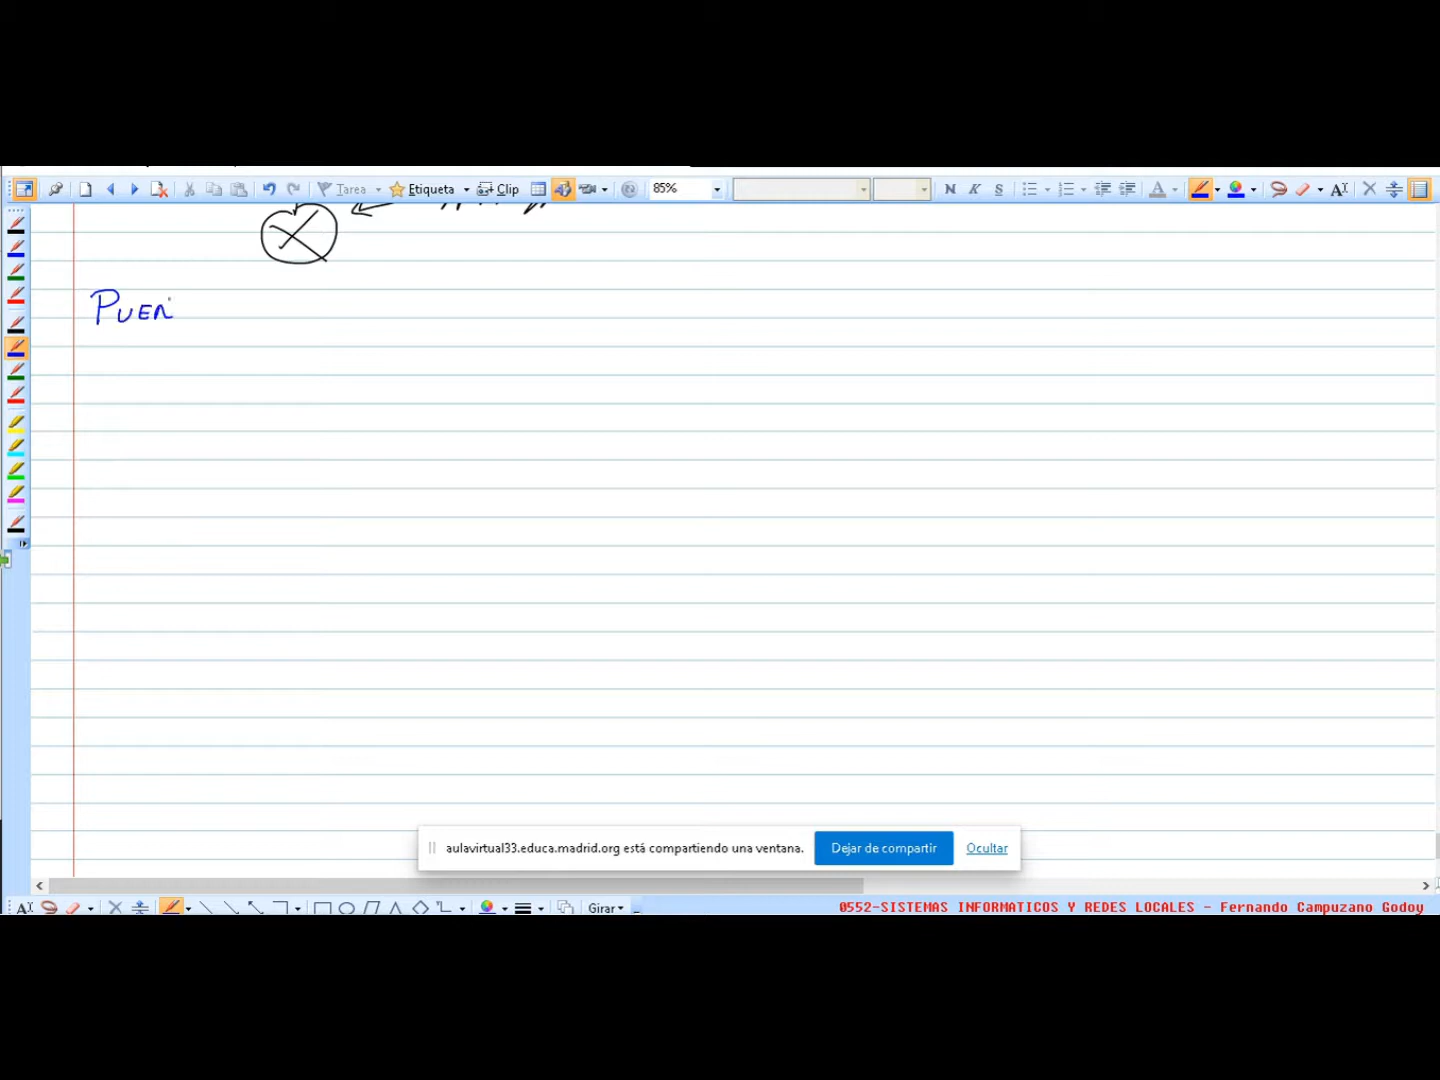 Tarea Etiqueta Clip 85% N K S A
PUER
aulavirtual33.educa.madrid.org está compartiendo una ventana. Dejar de compartir Ocultar
Girar
0552-SISTEMAS INFORMATICOS Y REDES LOCALES - Fernando Campuzano Godoy